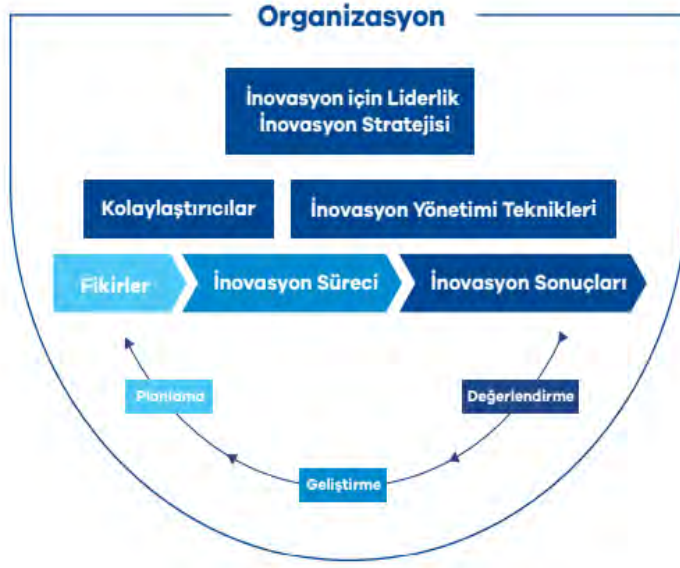 Organizasyon
İnovasyon için Liderlik
İnovasyon Stratejisi
Kolaylaştırıcılar
İnovasyon Yönetimi Teknikleri
Fikirler
İnovasyon Süreci
İnovasyon Sonuçları
Planlama
Değerlendirme
Geliştirme